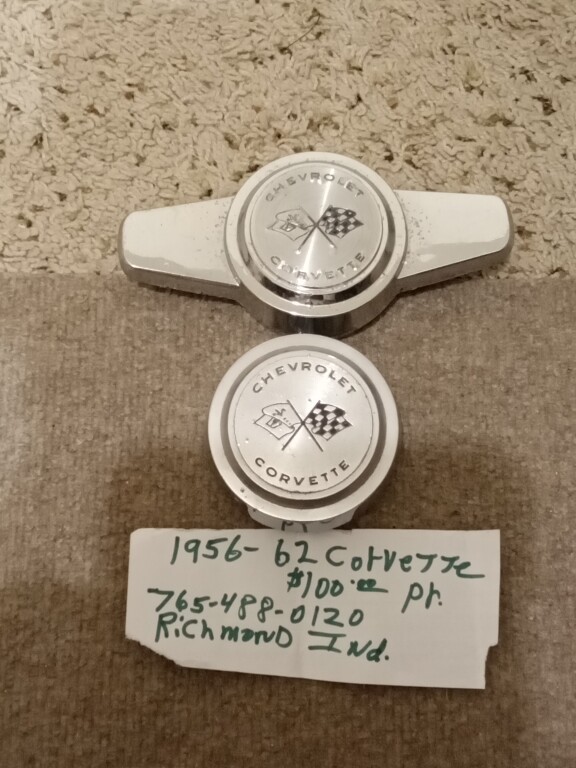 CHEVROLET
CORVETTE
CHEVROLET
CORVETTE
1956-62 Corvette
$100.00 Pr.
765-488-0120
RichmonD Ind.